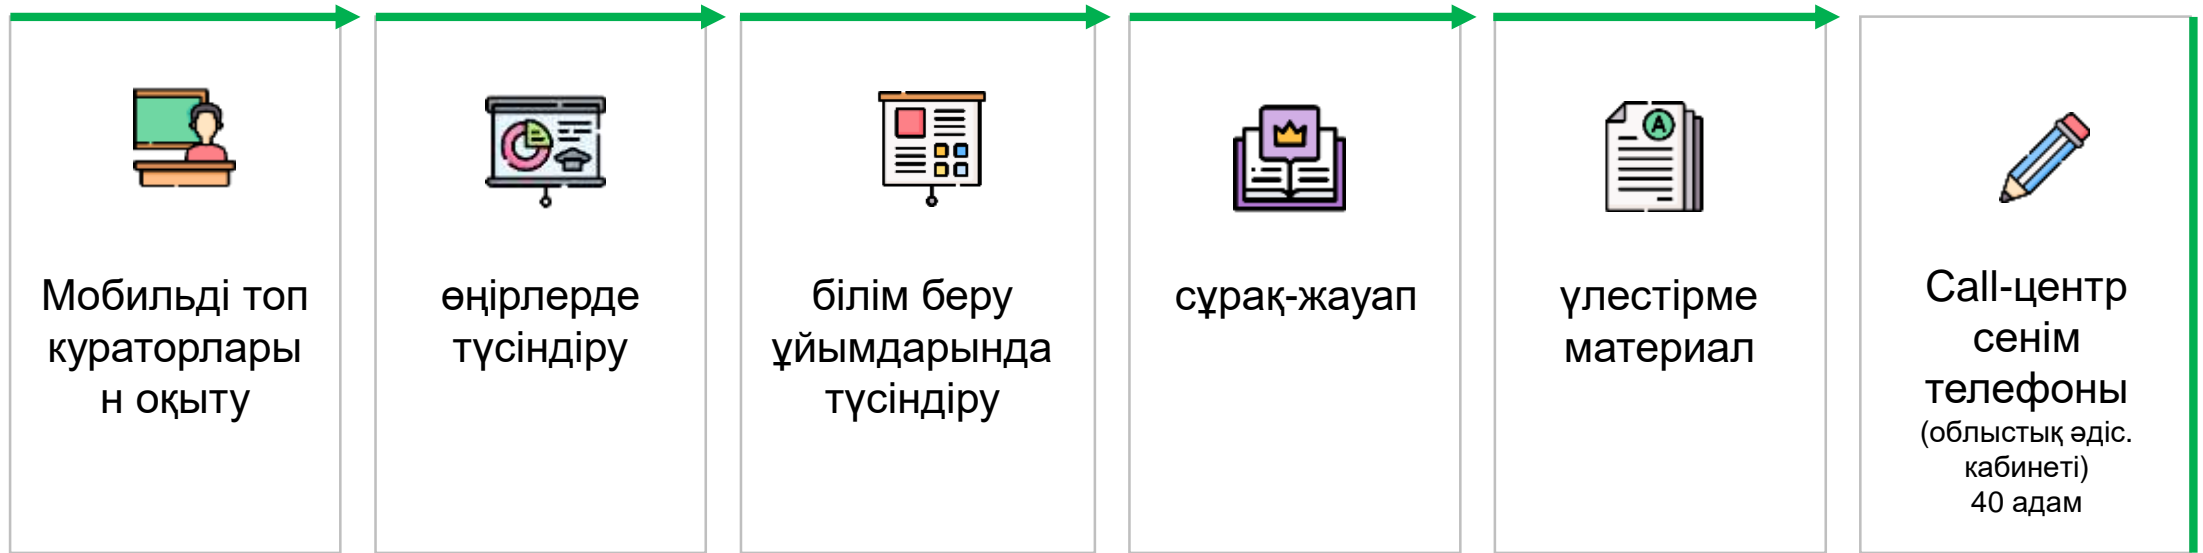 Мобильді топ
кураторлары
н оқыту
өңірлерде
түсіндіру
білім беру
ұйымдарында
түсіндіру
сұрақ-жауап
A
үлестірме
материал
Call-центр
сенім
телефоны
(облыстық әдіс.
кабинеті)
40 адам